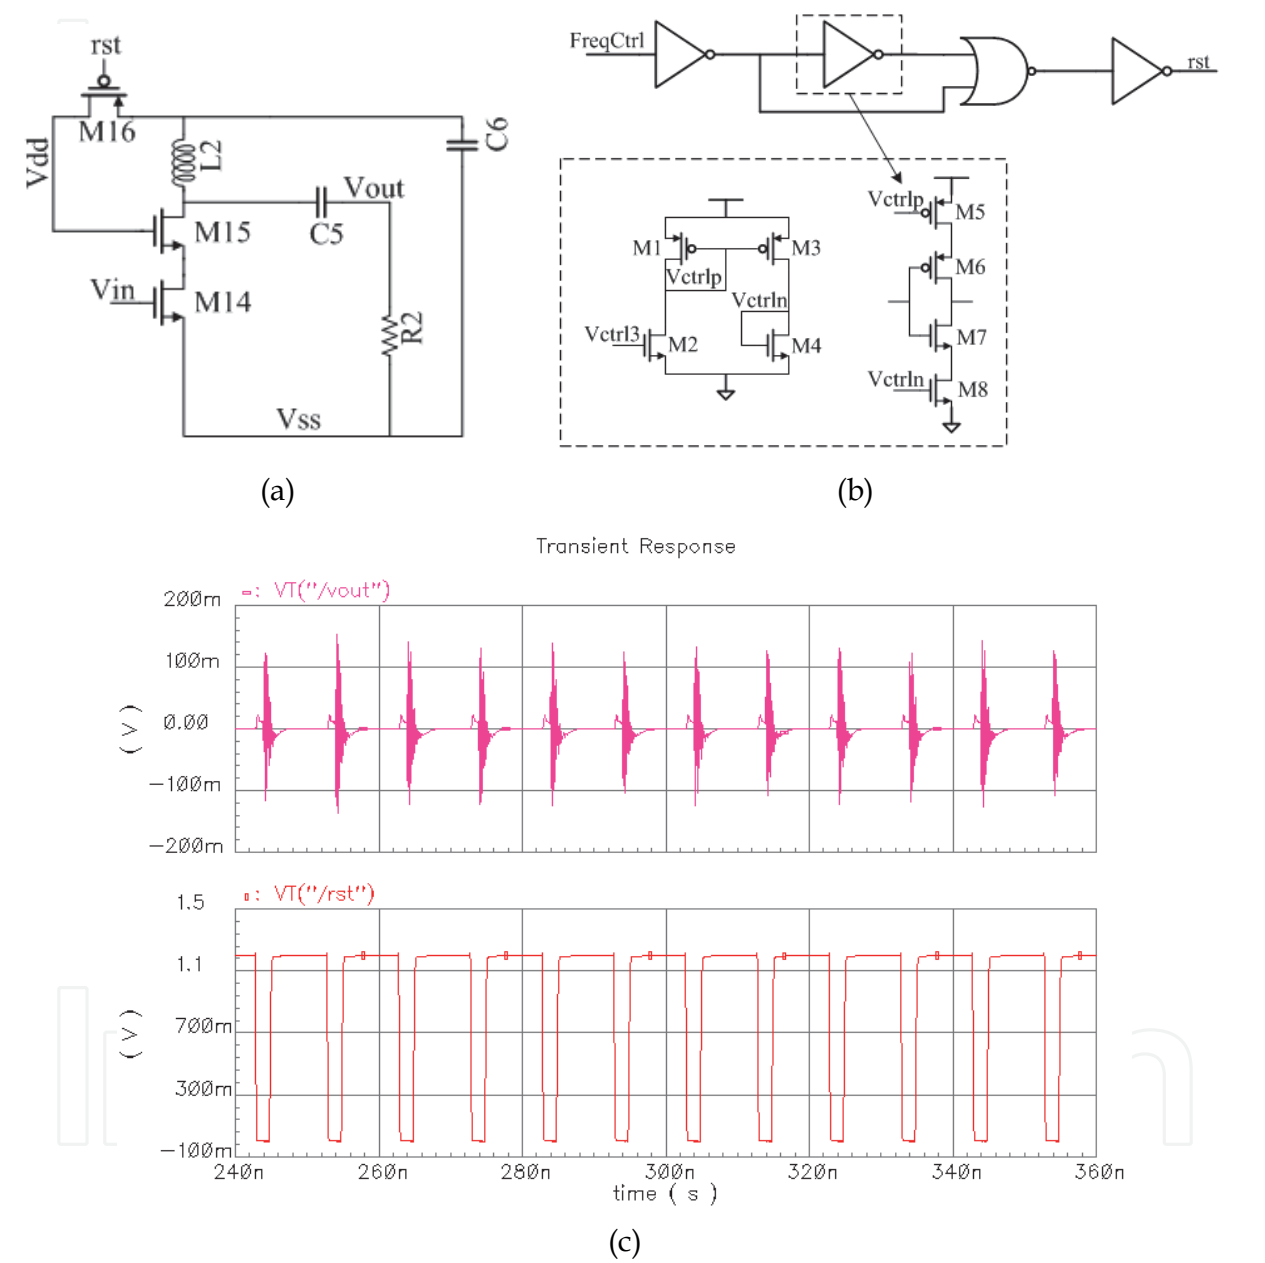 rst
M16
Vdd
L2
C6
Vout
C5
M15
Vin
M14
R2
Vss
(a)
FreqCtrl
rst
M1
M3
Vctrlp
Vctrln
Vctrl3
M2
M4
Vctrlp
M5
M6
M7
Vctrln
M8
(b)
Transient Response
-: VT("/vout")
200m
100m
0.00
-100m
-200m
(V)
▯: VT("/rst")
1.5
1.1
700m
300m
-100m
(V)
240n 260n 280n 300n 320n 340n 360n
time (s)
(c)